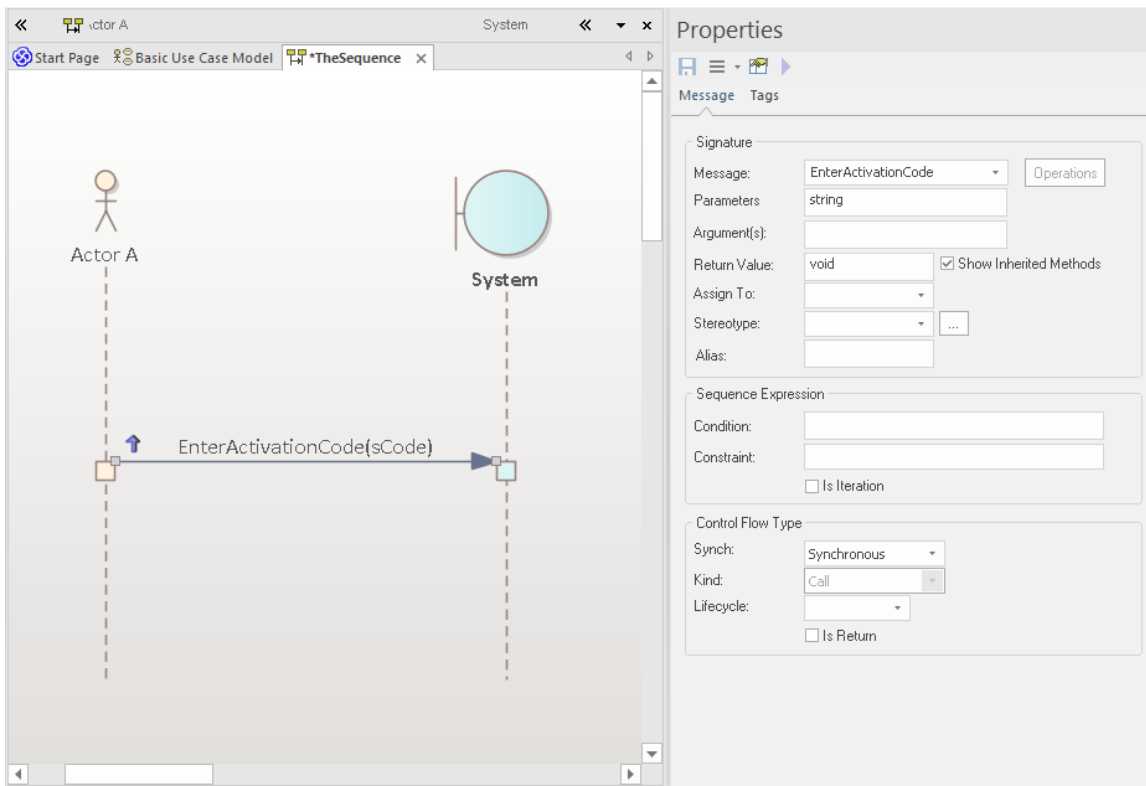 ctor A System
Start Page Basic Use Case Model *TheSequence
Actor A
System
EnterActivationCode(sCode)
Properties
Message Tags
Signature
Message: EnterActivationCode Operations
Parameters string
Argument(s):
Return Value: void Show Inherited Methods
Assign To:
Stereotype: ...
Alias:
Sequence Expression
Condition:
Constraint:
Is Iteration
Control Flow Type
Synch: Synchronous
Kind: Call
Lifecycle:
Is Return